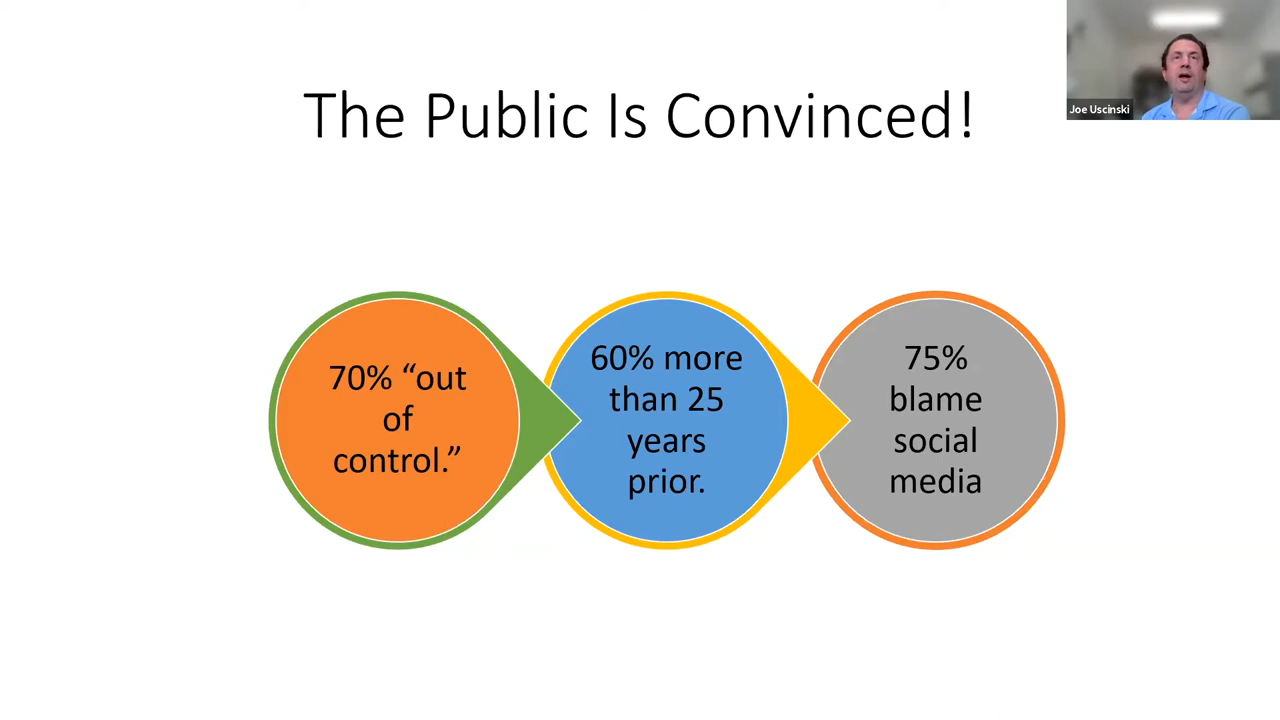 Joe Uscinski
The Public Is Convinced!
70% “out
of
control.”
60% more
than 25
years
prior.
75%
blame
social
media